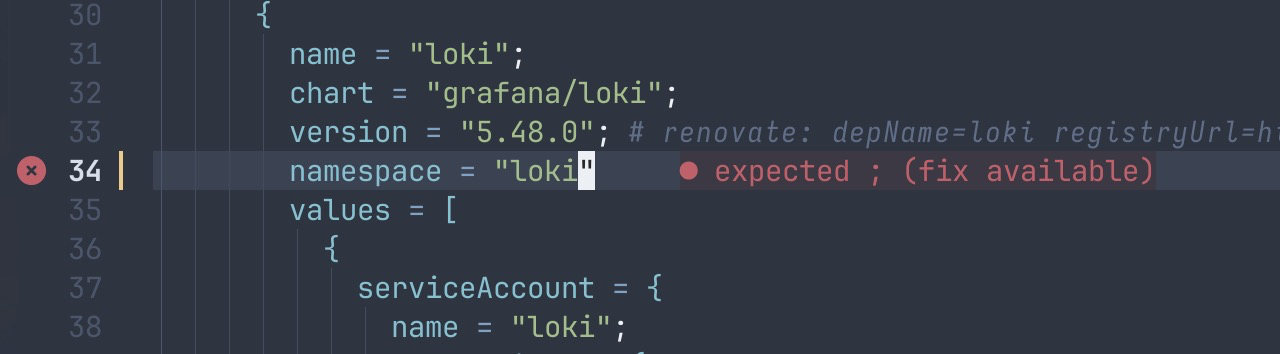 30 {
31 name = "loki";
32 chart = "grafana/loki";
33 version = "5.48.0"; # renovate: depName=loki registryUrl=h
34 namespace = "loki" ● expected ; (fix available)
35 values = [
36 {
37 serviceAccount = {
38 name = "loki";